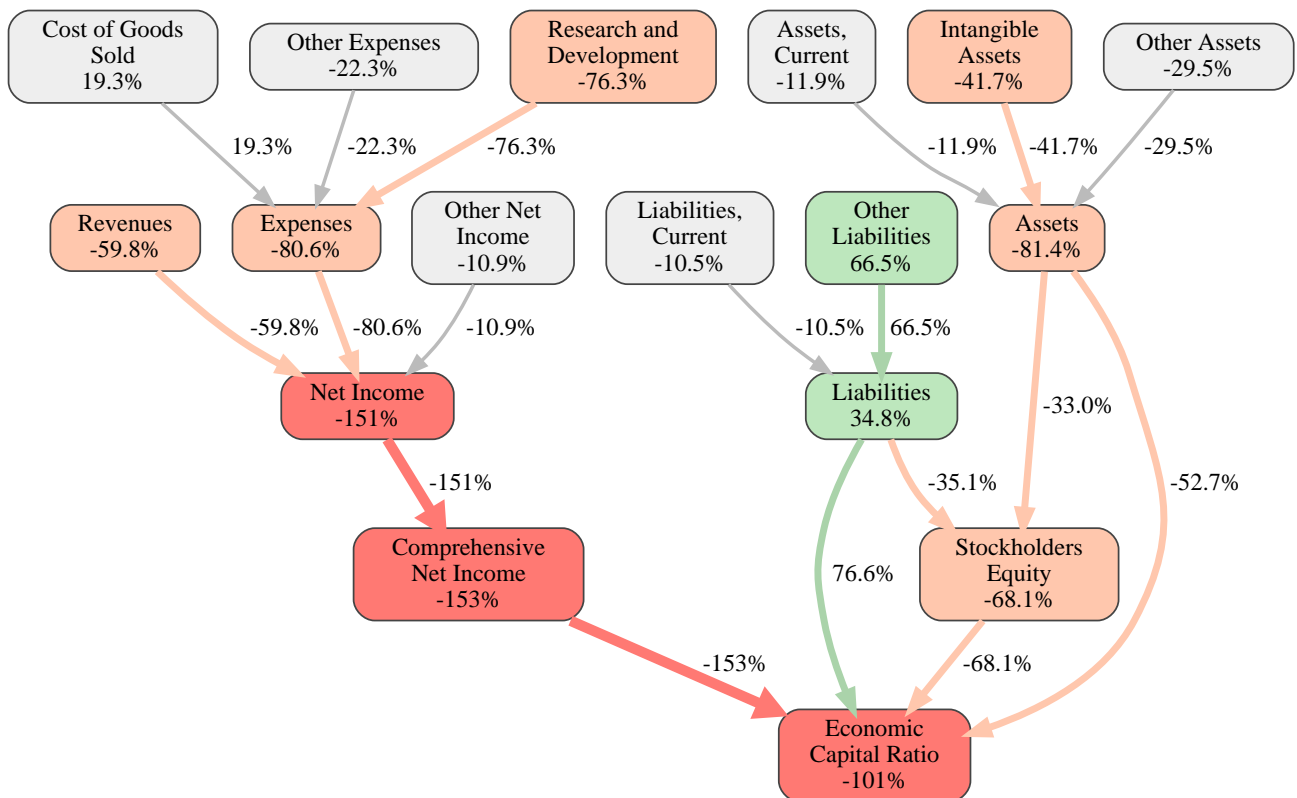 Cost of Goods
Sold
19.3%
Other Expenses
-22.3%
Research and
Development
-76.3%
Assets,
Current
-11.9%
Intangible
Assets
-41.7%
Other Assets
-29.5%
19.3%
-22.3%
-76.3%
-11.9%
-41.7%
-29.5%
Revenues
-59.8%
Expenses
-80.6%
Other Net
Income
-10.9%
Liabilities,
Current
-10.5%
Other
Liabilities
66.5%
Assets
-81.4%
-59.8%
-80.6%
-10.9%
-10.5%
66.5%
Net Income
-151%
Liabilities
34.8%
-33.0%
-151%
-35.1%
-52.7%
Comprehensive
Net Income
-153%
76.6%
Stockholders
Equity
-68.1%
-153%
-68.1%
Economic
Capital Ratio
-101%